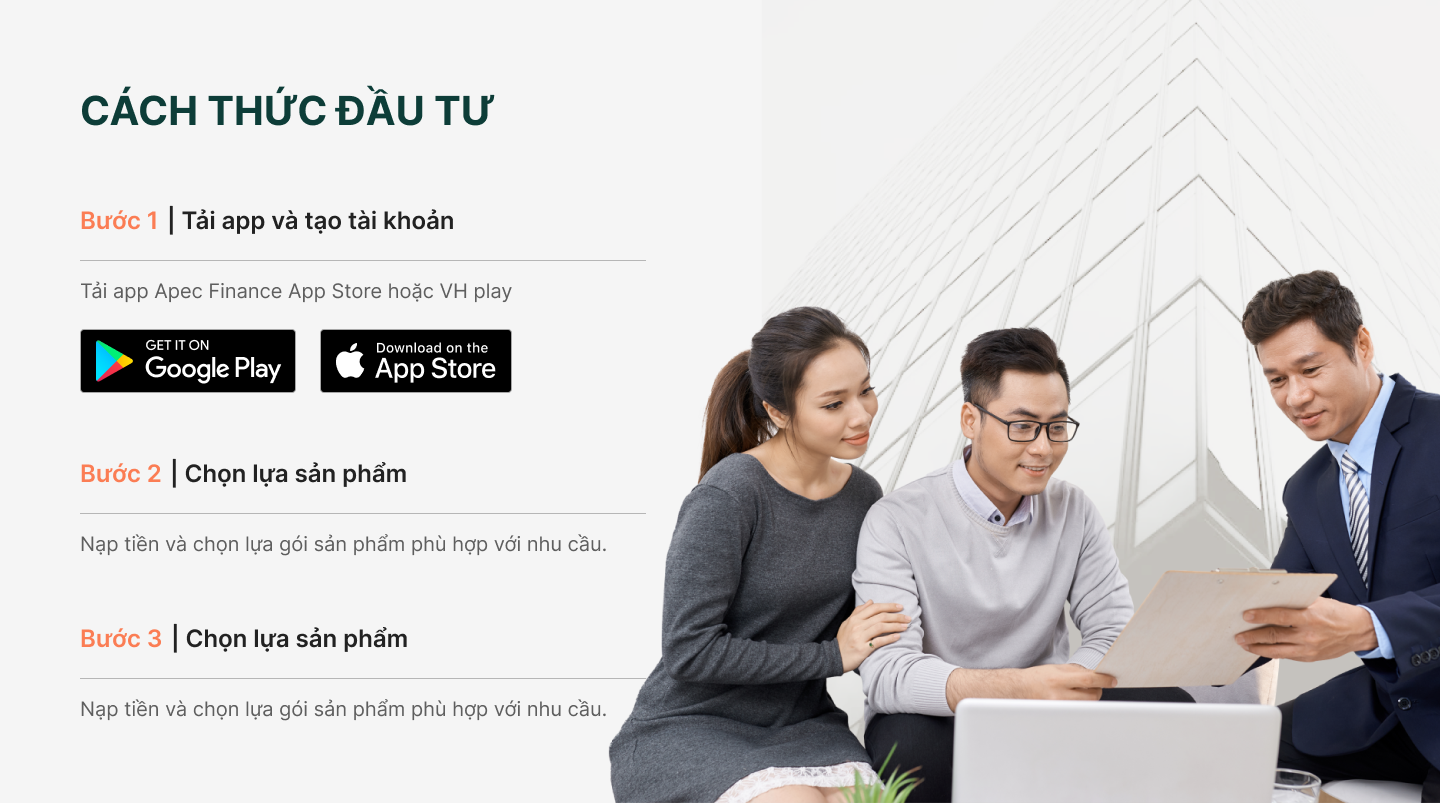 CÁCH THỨC ĐẦU TƯ
Bước 1 | Tải app và tạo tài khoản
Tải app Apec Finance App Store hoặc VH play
GET IT ON
Google Play
Download on the
App Store
Bước 2 | Chọn lựa sản phẩm
Nạp tiền và chọn lựa gói sản phẩm phù hợp với nhu cầu.
Bước 3 | Chọn lựa sản phẩm
Nạp tiền và chọn lựa gói sản phẩm phù hợp với nhu cầu.